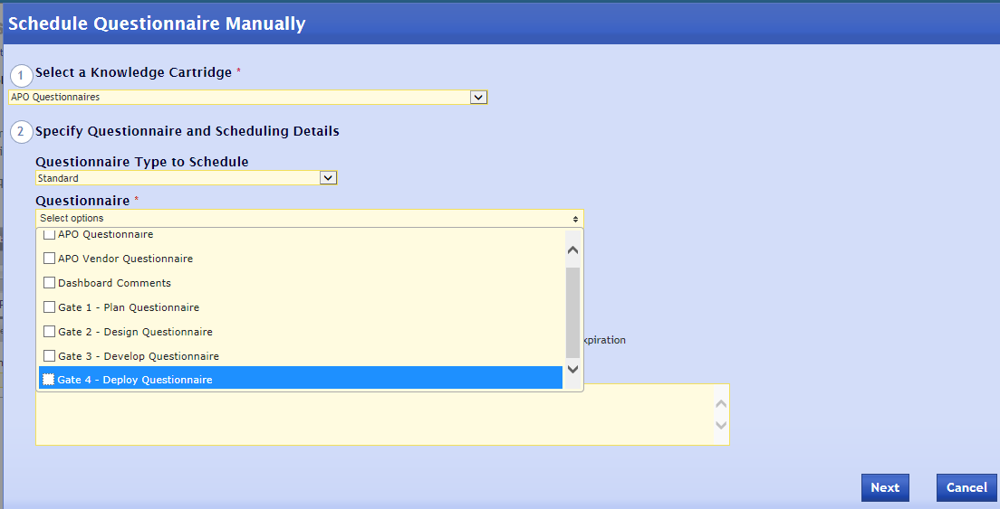 Schedule Questionnaire Manually
1 Select a Knowledge Cartridge *
APO Questionnaires
2 Specify Questionnaire and Scheduling Details
Questionnaire Type to Schedule
Standard
Questionnaire *
Select options
APO Questionnaire
APO Vendor Questionnaire
Dashboard Comments
Gate 1 - Plan Questionnaire
Gate 2 - Design Questionnaire
xpiration
Gate 3 - Develop Questionnaire
Gate 4 - Deploy Questionnaire
Next Cancel